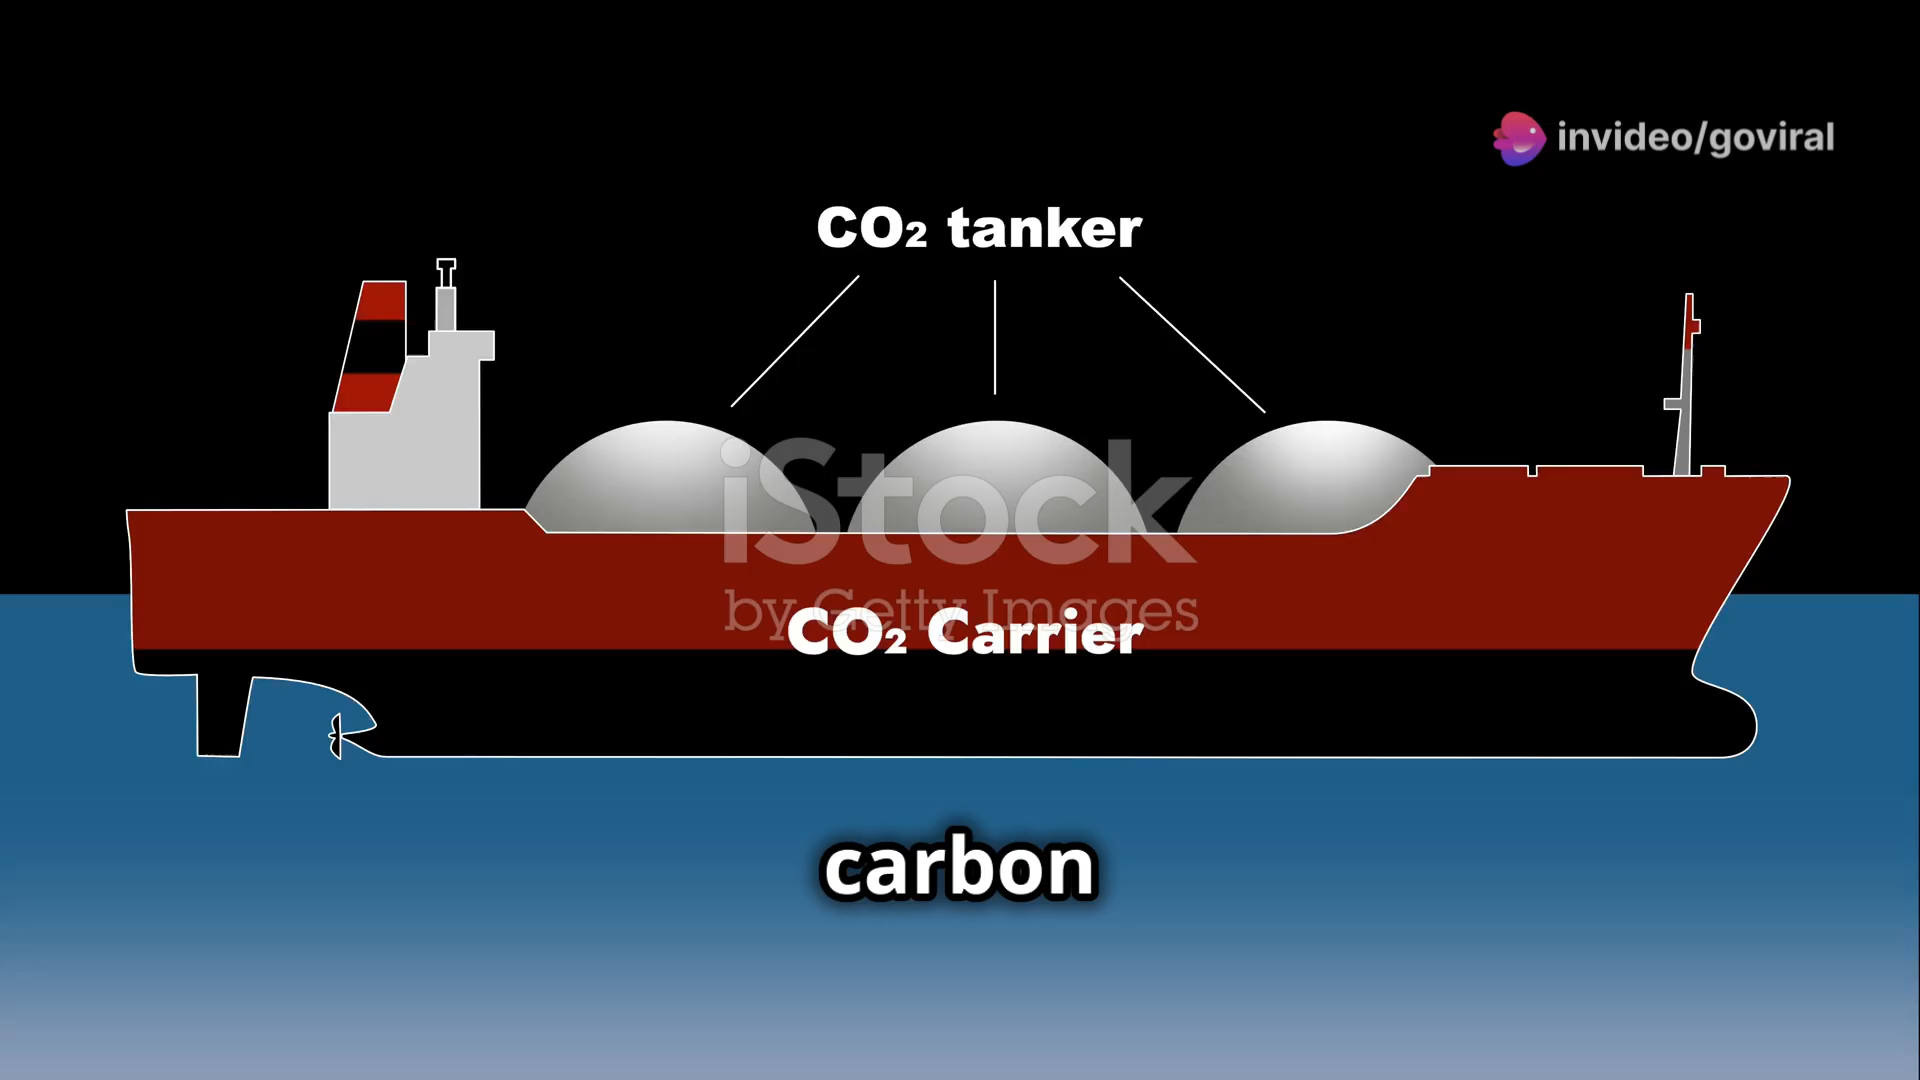 invideo/goviral
CO₂ tanker
iStock
by Getty Images
CO₂ Carrier
carbon